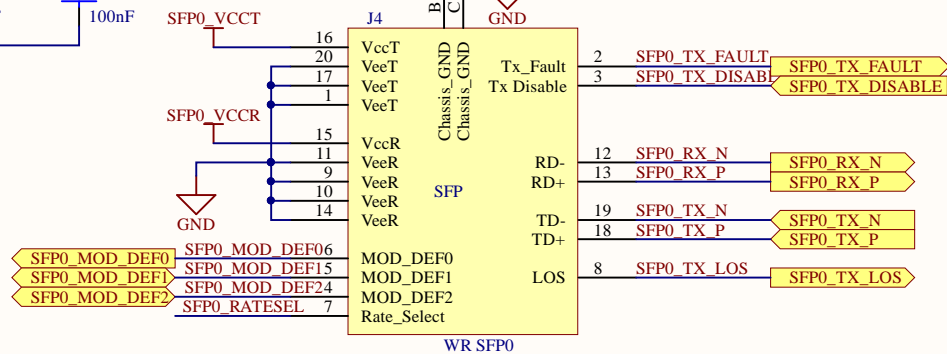 100nF
SFP0_VCCT
J4
B
C
GND
16
VccT
20
VeeT
17
VeeT
1
VeeT
SFP0_VCCR
15
VccR
11
VeeR
9
VeeR
10
VeeR
14
VeeR
GND
Chassis_GND
Chassis_GND
SFP
Tx_Fault
2
SFP0_TX_FAULT
SFP0_TX_FAULT
Tx Disable
3
SFP0_TX_DISABL
SFP0_TX_DISABLE
RD-
12
SFP0_RX_N
SFP0_RX_N
RD+
13
SFP0_RX_P
SFP0_RX_P
TD-
19
SFP0_TX_N
SFP0_TX_N
TD+
18
SFP0_TX_P
SFP0_TX_P
LOS
8
SFP0_TX_LOS
SFP0_TX_LOS
SFP0_MOD_DEF0
SFP0_MOD_DEF0
6
MOD_DEF0
SFP0_MOD_DEF1
SFP0_MOD_DEF1
5
MOD_DEF1
SFP0_MOD_DEF2
SFP0_MOD_DEF2
4
MOD_DEF2
SFP0_RATESEL
7
Rate_Select
WR SFP0